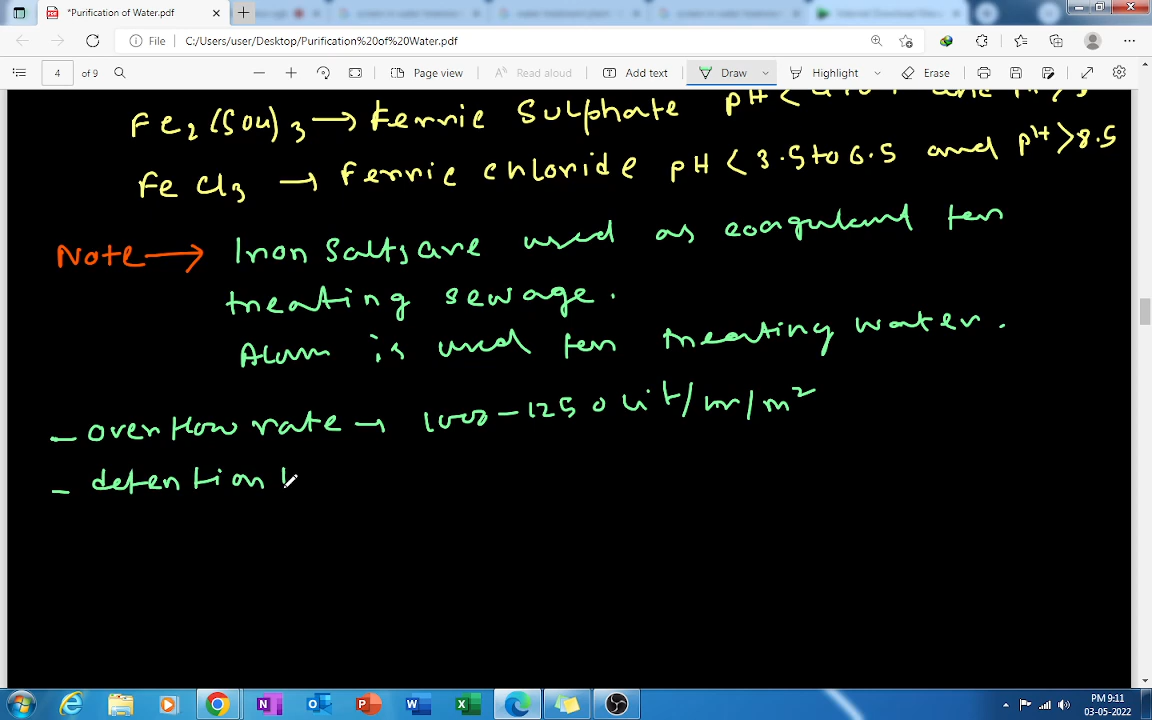 *Purification of Water.pdf
File C:/Users/user/Desktop/Purification%20of%20Water.pdf
4 of 9 Page view Read aloud Add text Draw Highlight Erase
Fe2(SO4)3 → Ferric Sulphate pH <
FeCl3 → Ferric chloride pH < 3.5 to 6.5 and pH > 8.5
Note → Iron Salts are used as coagulant for
treating sewage.
Alum is used for treating water.
- overflow rate → 1000 - 1250 lit/hr/m²
- detention
PM 9:11
03-05-2022